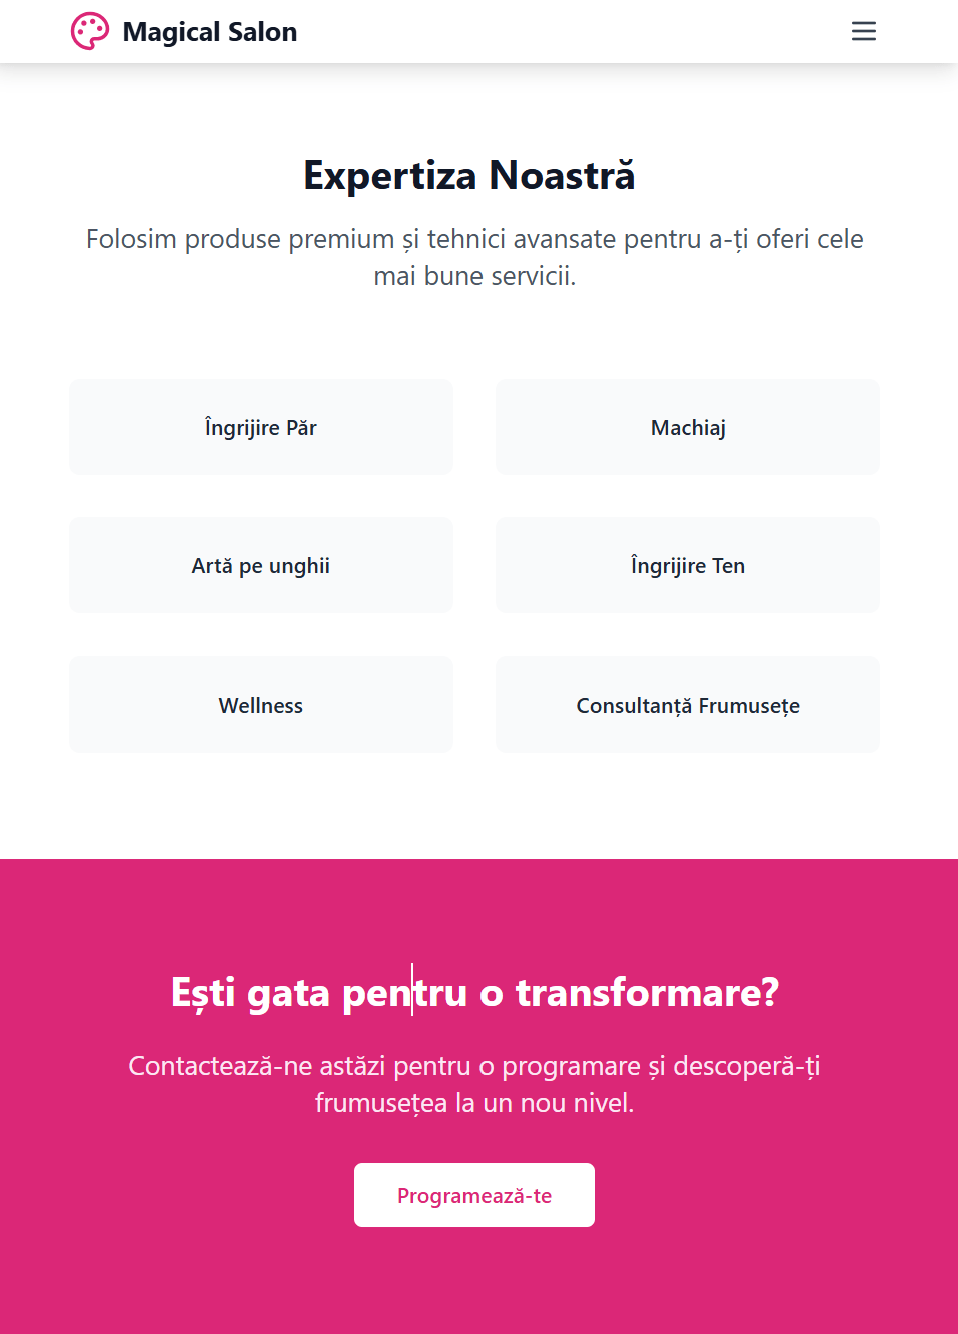 Magical Salon
Expertiza Noastră
Folosim produse premium și tehnici avansate pentru a-ți oferi cele
mai bune servicii.
Îngrijire Păr
Machiaj
Artă pe unghii
Îngrijire Ten
Wellness
Consultanță Frumusețe
Ești gata pentru o transformare?
Contactează-ne astăzi pentru o programare și descoperă-ți
frumusețea la un nou nivel.
Programează-te